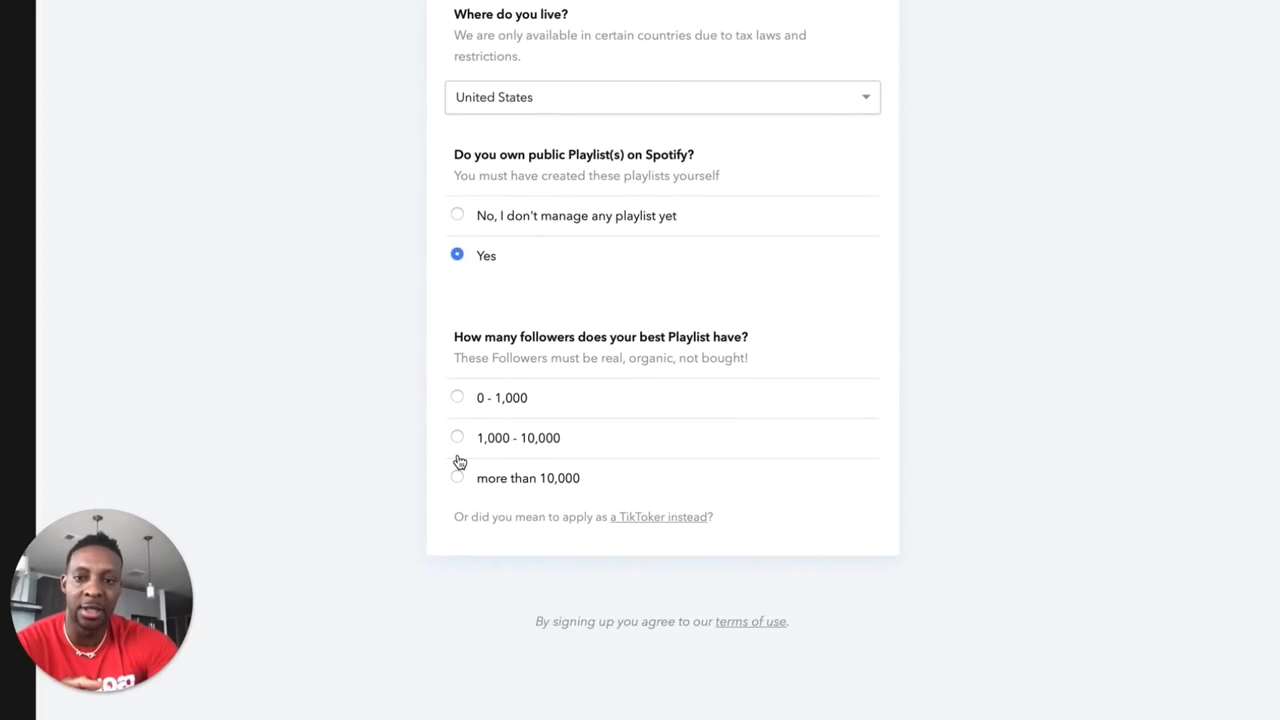 Where do you live?
We are only available in certain countries due to tax laws and
restrictions.
United States
Do you own public Playlist(s) on Spotify?
You must have created these playlists yourself
No, I don't manage any playlist yet
Yes
How many followers does your best Playlist have?
These Followers must be real, organic, not bought!
0 - 1,000
1,000 - 10,000
more than 10,000
Or did you mean to apply as a TikToker instead?
By signing up you agree to our terms of use.